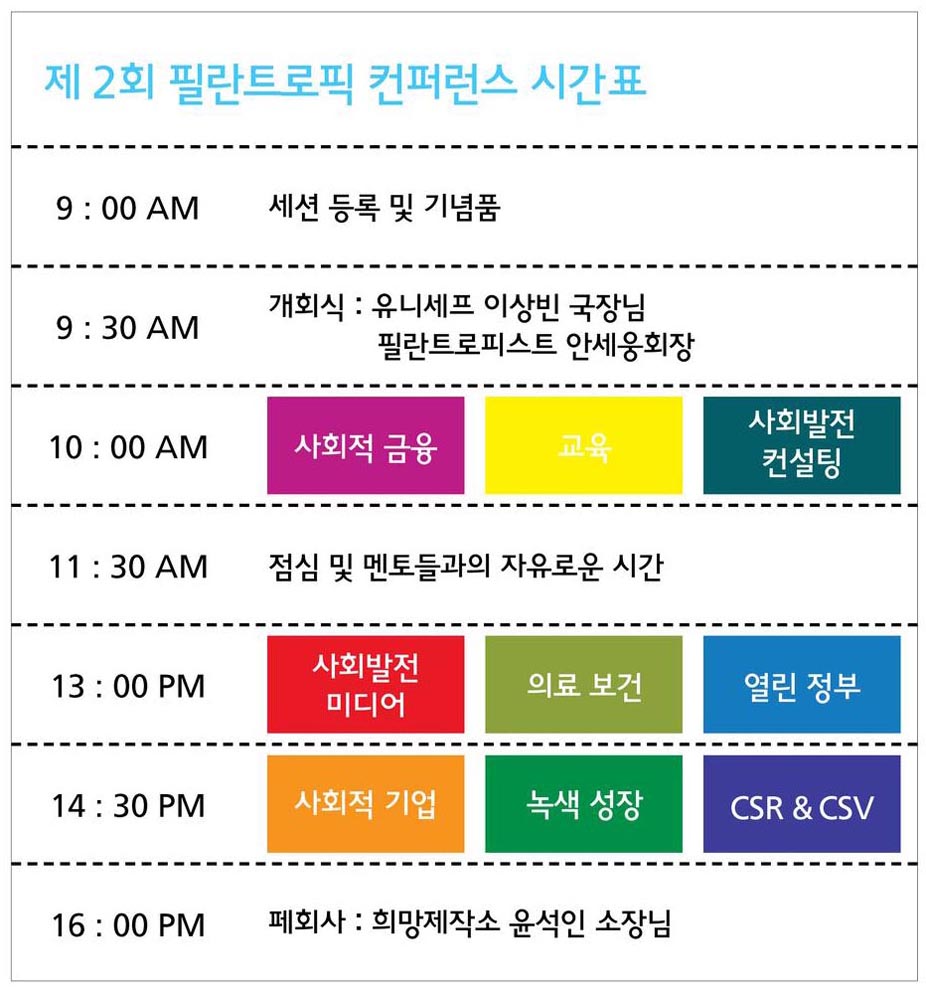 제 2회 필란트로픽 컨퍼런스 시간표
9 : 00 AM 세션 등록 및 기념품
9 : 30 AM 개회식 : 유니세프 이상빈 국장님
필란트로피스트 안세웅회장
10 : 00 AM 사회적 금융 교육 사회발전
컨설팅
11 : 30 AM 점심 및 멘토들과의 자유로운 시간
13 : 00 PM 사회발전
미디어 의료 보건 열린 정부
14 : 30 PM 사회적 기업 녹색 성장 CSR & CSV
16 : 00 PM 폐회사 : 희망제작소 윤석인 소장님